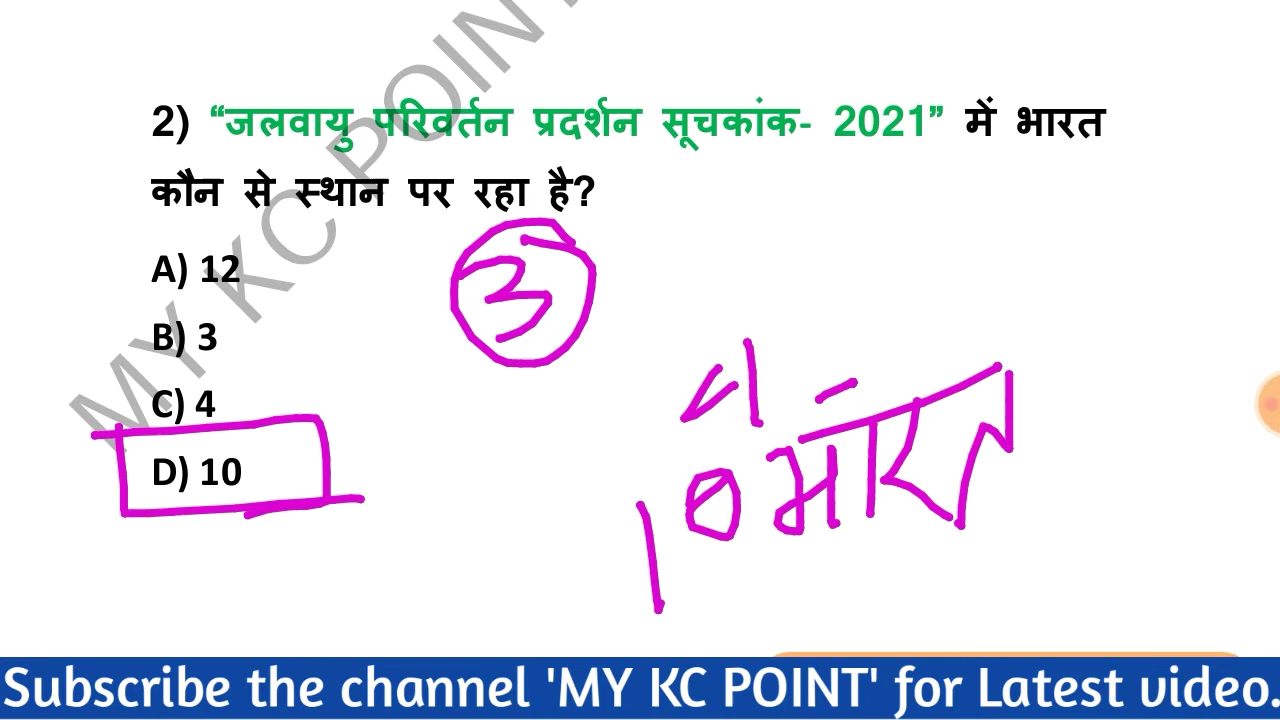 MY KC POINT
2) “जलवायु परिवर्तन प्रदर्शन सूचकांक- 2021” में भारत
कौन से स्थान पर रहा है?
A) 12
3
B) 3
C) 4
4 - भारत
D) 10
10
Subscribe the channel 'MY KC POINT' for Latest video.